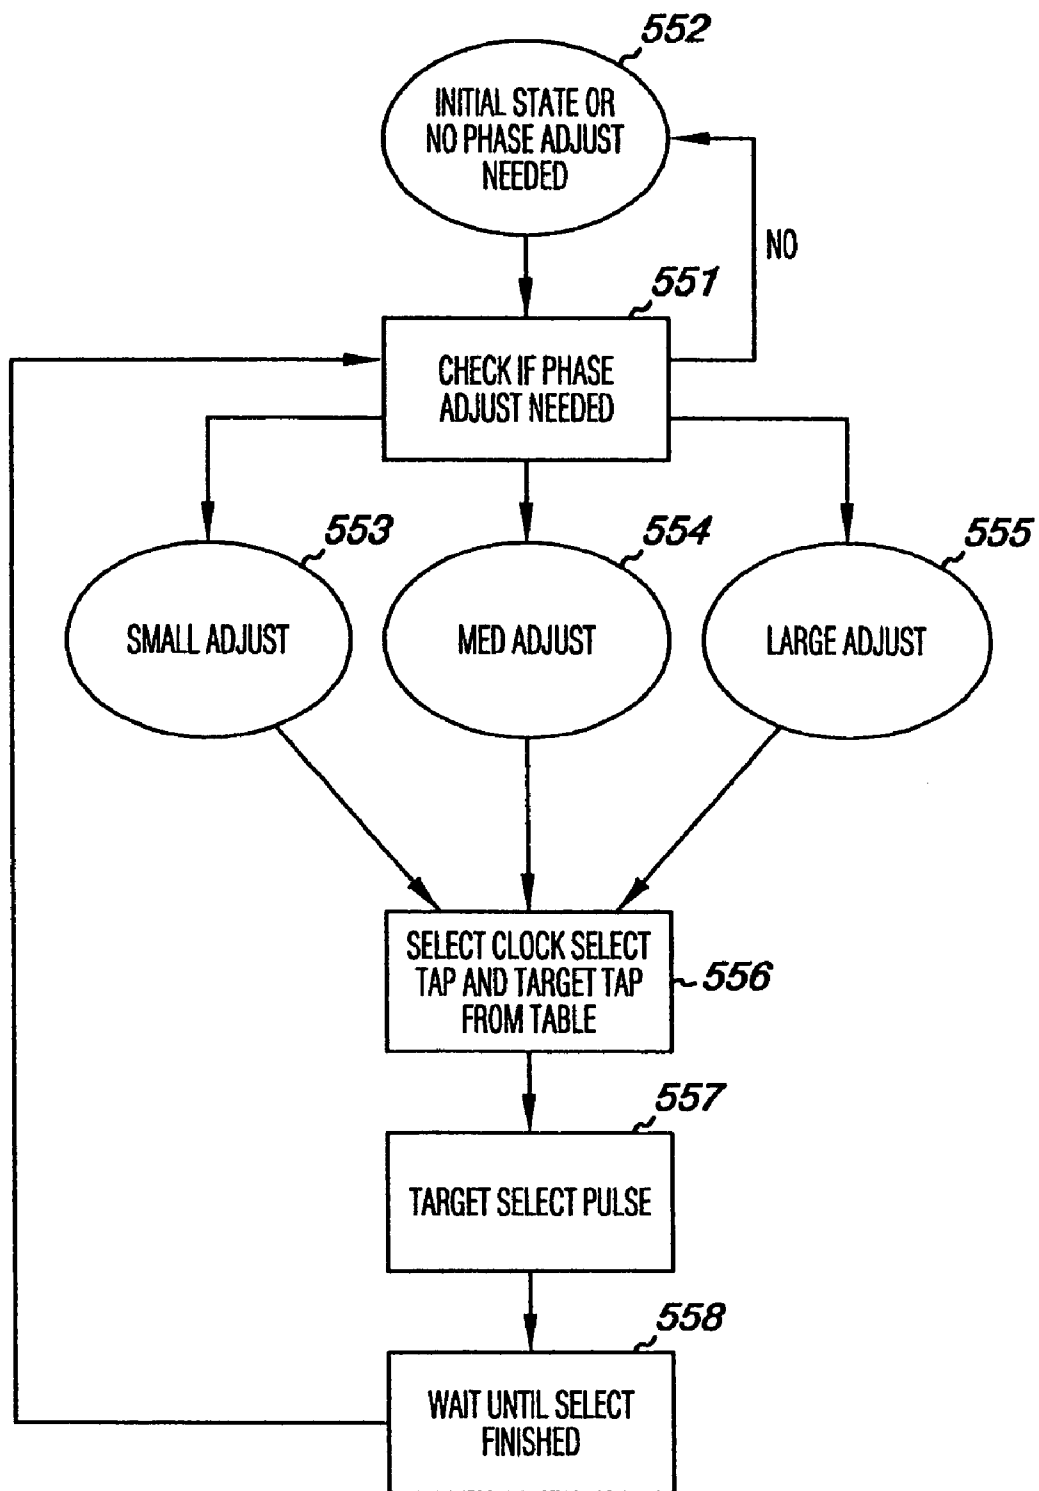 552
INITIAL STATE OR
NO PHASE ADJUST
NEEDED
NO
551
CHECK IF PHASE
ADJUST NEEDED
553
554
555
SMALL ADJUST
MED ADJUST
LARGE ADJUST
SELECT CLOCK SELECT
TAP AND TARGET TAP
FROM TABLE
556
557
TARGET SELECT PULSE
558
WAIT UNTIL SELECT
FINISHED